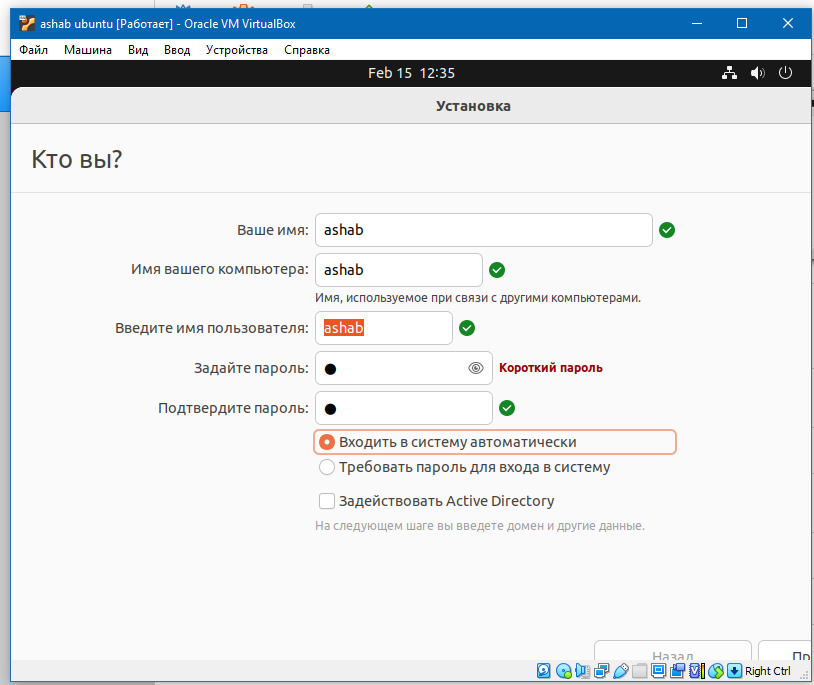 ashab ubuntu [Работает] - Oracle VM VirtualBox
Файл Машина Вид Ввод Устройства Справка
Feb 15 12:35
Установка
Кто вы?
Ваше имя: ashab
Имя вашего компьютера: ashab
Имя, используемое при связи с другими компьютерами.
Введите имя пользователя: ashab
Задайте пароль: ● Короткий пароль
Подтвердите пароль: ●
Входить в систему автоматически
Требовать пароль для входа в систему
Задействовать Active Directory
На следующем шаге вы введете домен и другие данные.
Назад Пр
Right Ctrl